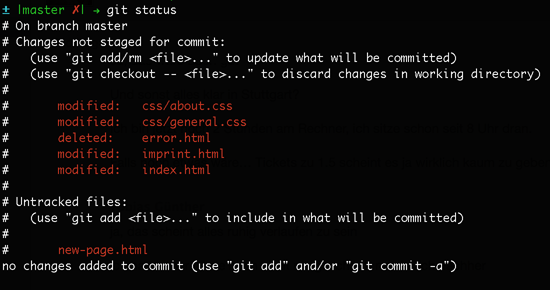 ± |master ✗| → git status
# On branch master
# Changes not staged for commit:
#   (use "git add/rm <file>..." to update what will be committed)
#   (use "git checkout -- <file>..." to discard changes in working directory)
#
#       modified:   css/about.css
#       modified:   css/general.css
#       deleted:    error.html
#       modified:   imprint.html
#       modified:   index.html
#
# Untracked files:
#   (use "git add <file>..." to include in what will be committed)
#
#       new-page.html
no changes added to commit (use "git add" and/or "git commit -a")